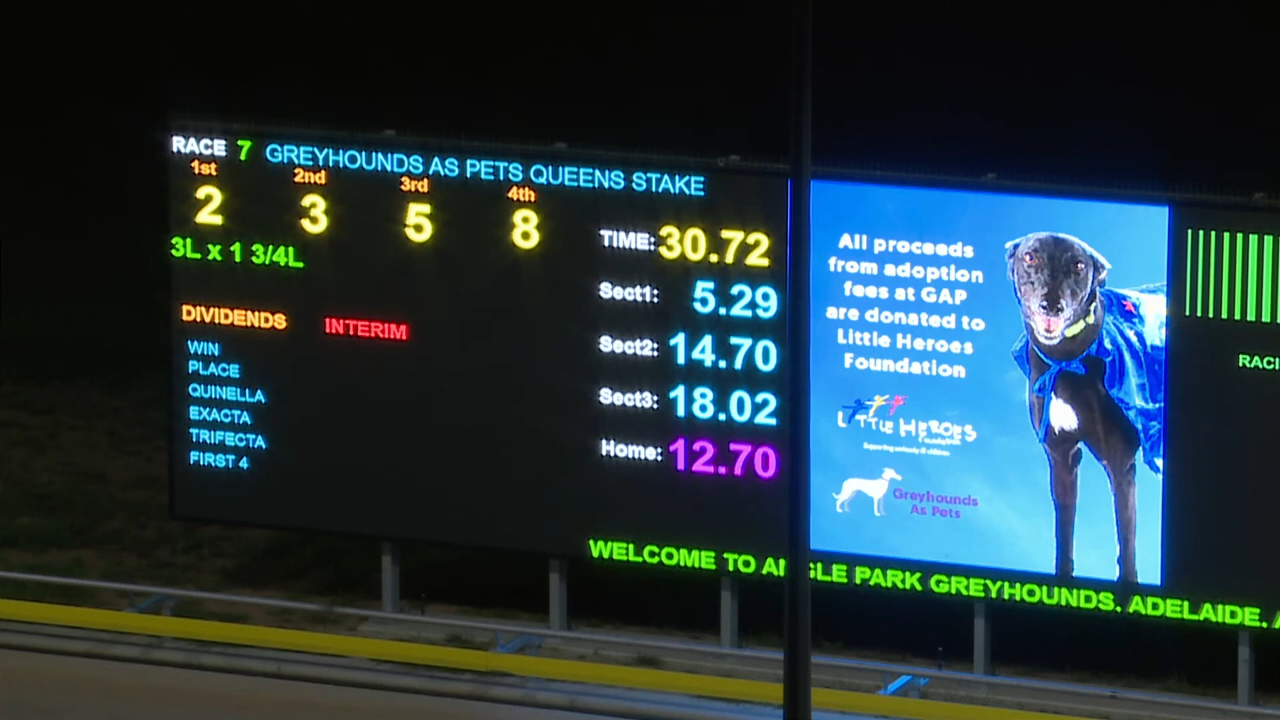 RACE 7 GREYHOUNDS AS PETS QUEENS STAKE
1st 2nd 3rd 4th
2 3 5 8
3L x 1 3/4L
TIME: 30.72
Sect1: 5.29
Sect2: 14.70
Sect3: 18.02
Home: 12.70
DIVIDENDS INTERIM
WIN
PLACE
QUINELLA
EXACTA
TRIFECTA
FIRST 4
All proceeds
from adoption
fees at GAP
are donated to
Little Heroes
Foundation
LITTLE HEROES
Foundation
Greyhounds
As Pets
RACI
WELCOME TO ANGLE PARK GREYHOUNDS. ADELAIDE.